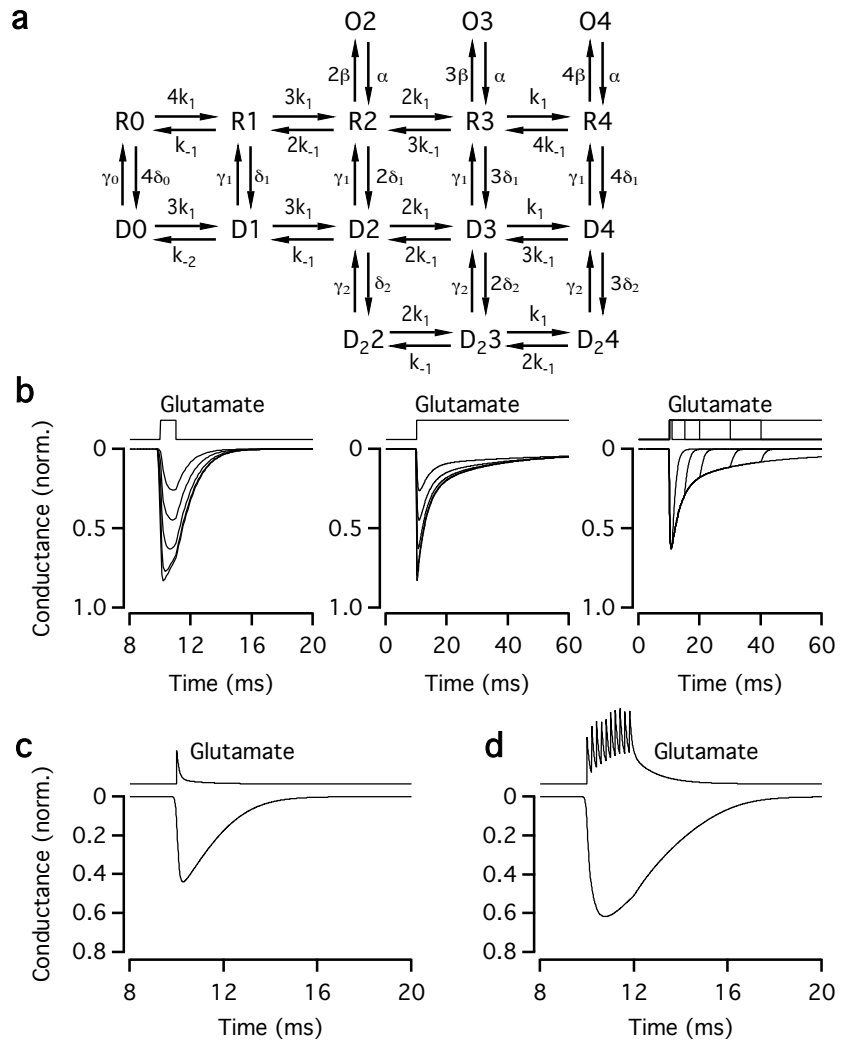 a
O2 O3 O4
2β α 3β α 4β α
4k₁ 3k₁ 2k₁ k₁
R0 R1 R2 R3 R4
k₋₁ 2k₋₁ 3k₋₁ 4k₋₁
γ₀ 4δ₀ γ₁ δ₁ γ₁ 2δ₁ γ₁ 3δ₁ γ₁ 4δ₁
3k₁ 3k₁ 2k₁ k₁
D0 D1 D2 D3 D4
k₋₂ k₋₁ 2k₋₁ 3k₋₁
γ₂ δ₂ γ₂ 2δ₂ γ₂ 3δ₂
2k₁ k₁
D₂2 D₂3 D₂4
k₋₁ 2k₋₁
b
Glutamate Glutamate Glutamate
Conductance (norm.)
0 0 0
0.5 0.5 0.5
1.0 1.0 1.0
8 12 16 20 0 20 40 60 0 20 40 60
Time (ms) Time (ms) Time (ms)
c
Glutamate
Conductance (norm.)
0
0.2
0.4
0.6
0.8
8 12 16 20
Time (ms)
d
Glutamate
0
0.2
0.4
0.6
0.8
8 12 16 20
Time (ms)